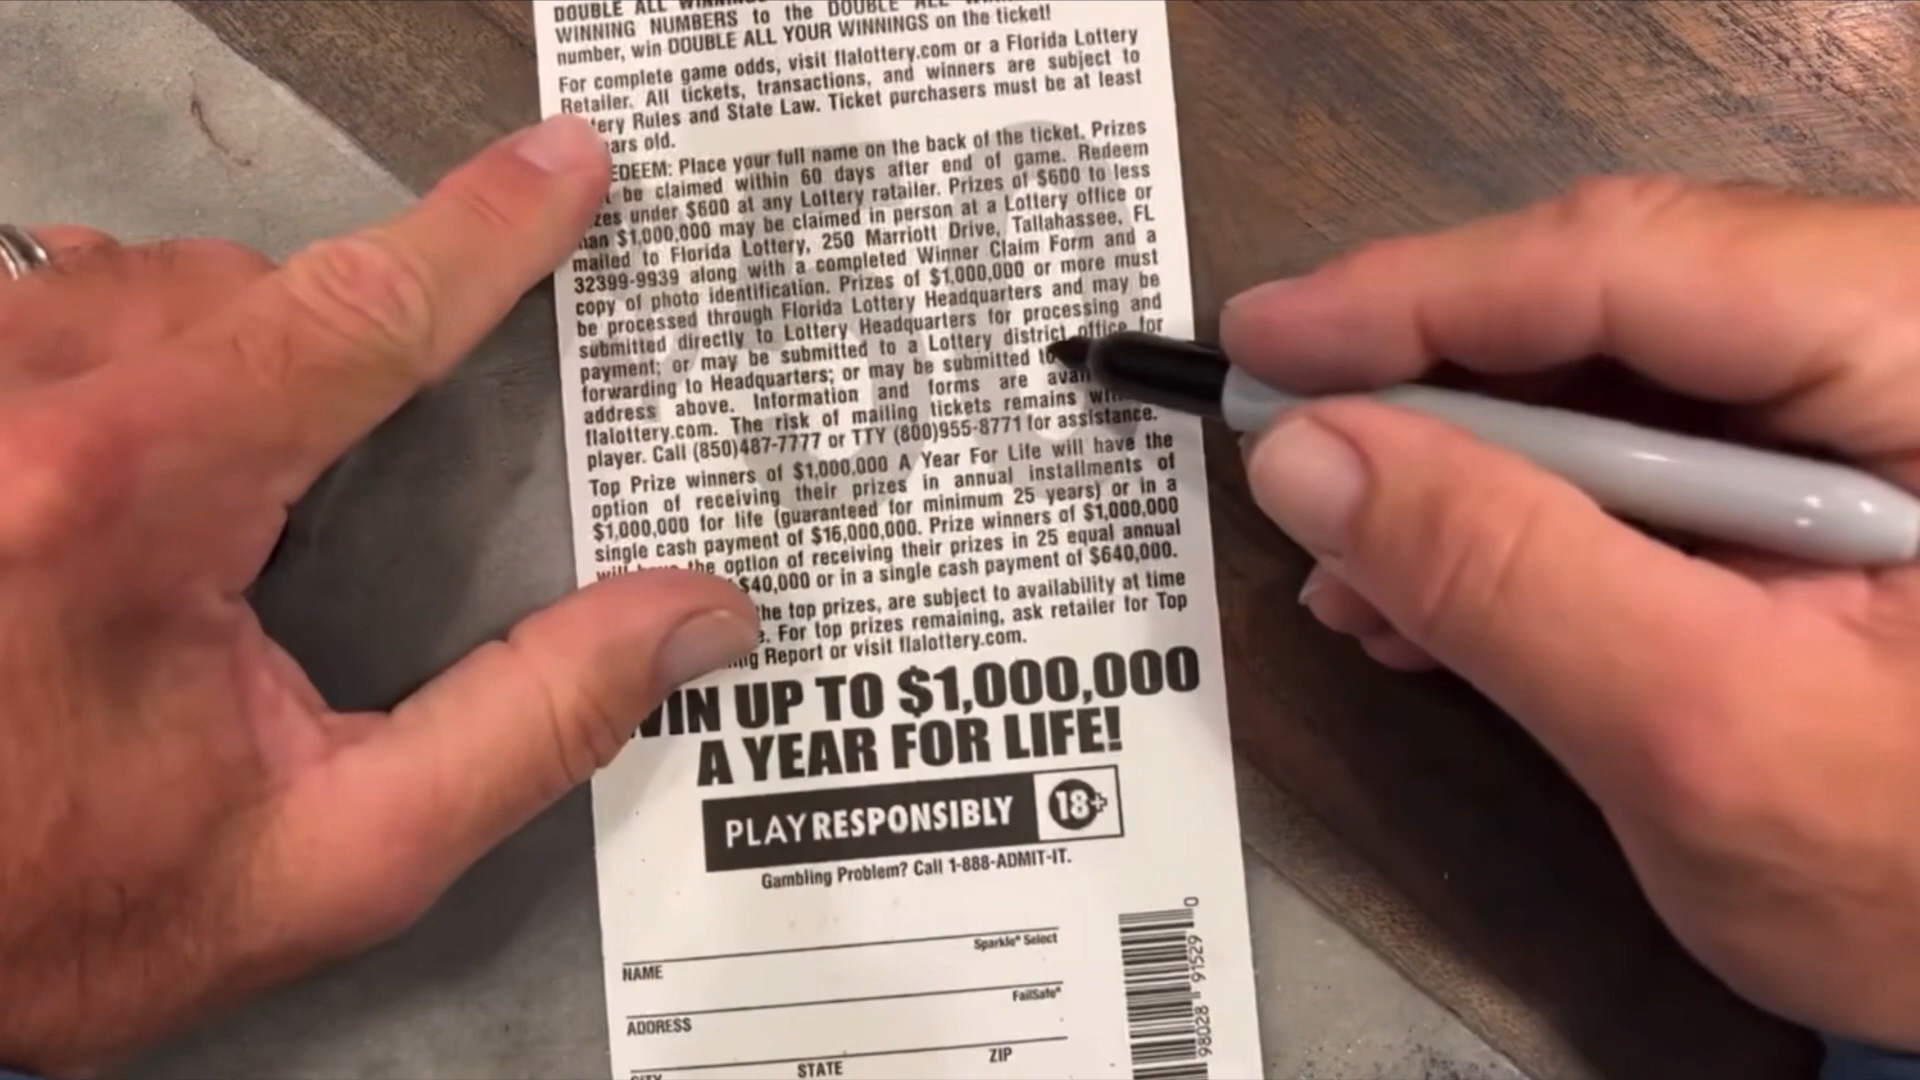 DOUBLE ALL
WINNING NUMBERS to the DOUBLE ALL
number, win DOUBLE ALL YOUR WINNINGS on the ticket!
For complete game odds, visit flalottery.com or a Florida Lottery
Retailer. All tickets, transactions, and winners are subject to
tery Rules and State Law. Ticket purchasers must be at least
ars old.
EDEEM: Place your full name on the back of the ticket. Prizes
be claimed within 60 days after end of game. Redeem
zes under $600 at any Lottery ratailer. Prizes of $600 to less
han $1,000,000 may be claimed in person at a Lottery office or
mailed to Florida Lottery, 250 Marriott Drive, Tallahassee, FL
32399-9939 along with a completed Winner Claim Form and a
copy of photo identification. Prizes of $1,000,000 or more must
be processed through Florida Lottery Headquarters and may be
submitted directly to Lottery Headquarters for processing and
payment; or may be submitted to a Lottery district office for
forwarding to Headquarters; or may be submitted to
address above. Information and forms are avail
flalottery.com. The risk of mailing tickets remains wi
player. Call (850)487-7777 or TTY (800)955-8771 for assistance.
Top Prize winners of $1,000,000 A Year For Life will have the
option of receiving their prizes in annual installments of
$1,000,000 for life (guaranteed for minimum 25 years) or in a
single cash payment of $16,000,000. Prize winners of $1,000,000
will have the option of receiving their prizes in 25 equal annual
$40,000 or in a single cash payment of $640,000.
the top prizes, are subject to availability at time
e. For top prizes remaining, ask retailer for Top
ng Report or visit flalottery.com.
WIN UP TO $1,000,000
A YEAR FOR LIFE!
PLAYRESPONSIBLY 18+
Gambling Problem? Call 1-888-ADMIT-IT.
Sparkle® Select
NAME
FailSafe®
ADDRESS
CITY STATE ZIP
98028 91529 0